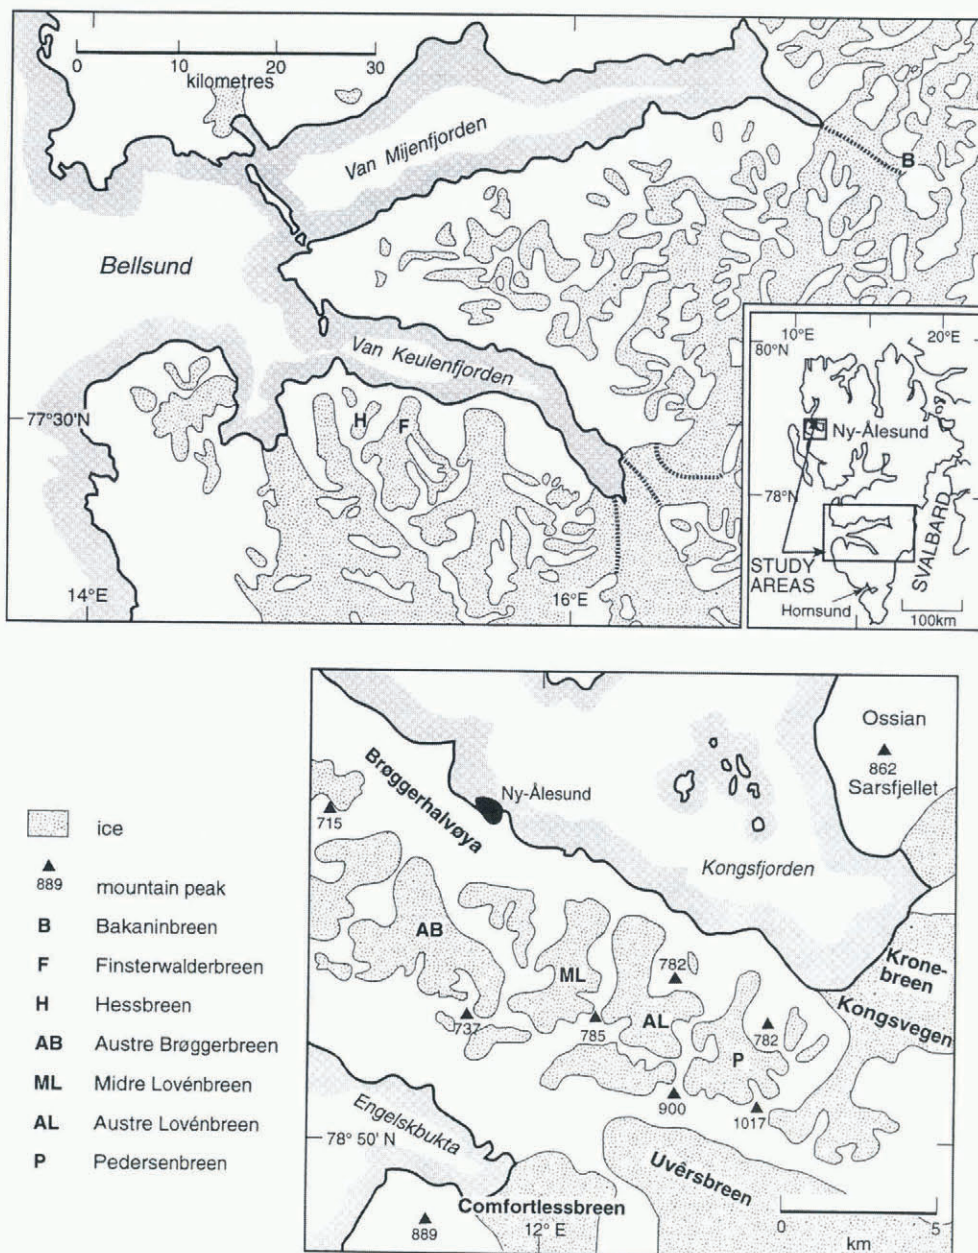 0 10 20 30
kilometres
Van Mijenfjorden
B
Bellsund
Van Keulenfjorden
77°30'N
H
F
14°E
16°E
10°E
20°E
80°N
Ny-Ålesund
78°N
SVALBARD
STUDY
AREAS
Hornsund
100km
Ossian
862
Sarsfjellet
Brøggerhalvøya
Ny-Ålesund
715
Kongsfjorden
AB
ML
782
Krone-
breen
Kongsvegen
737
785
AL
782
P
900
1017
Engelskbukta
78° 50' N
Uvêrsbreen
Comfortlessbreen
12° E
889
0 5
km
ice
889 mountain peak
B Bakaninbreen
F Finsterwalderbreen
H Hessbreen
AB Austre Brøggerbreen
ML Midre Lovénbreen
AL Austre Lovénbreen
P Pedersenbreen